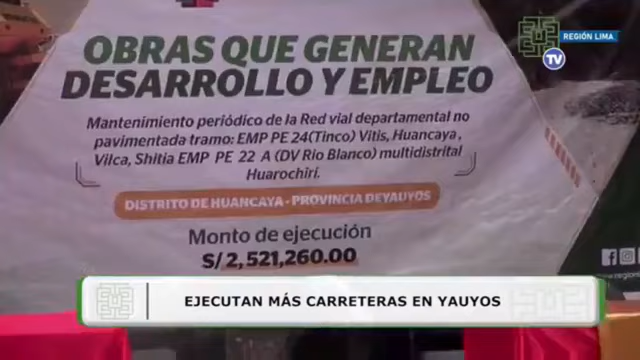 REGIÓN LIMA
TV
OBRAS QUE GENERAN
DESARROLLO Y EMPLEO
Mantenimiento periódico de la Red vial departamental no
pavimentada tramo: EMP PE 24(Tinco) Vitis, Huancaya,
Vilca, Shitia EMP PE 22 A (DV Rio Blanco) multidistrital
Huarochirí.
DISTRITO DE HUANCAYA - PROVINCIA DE YAUYOS
Monto de ejecución
S/ 2,521,260.00
EJECUTAN MÁS CARRETERAS EN YAUYOS